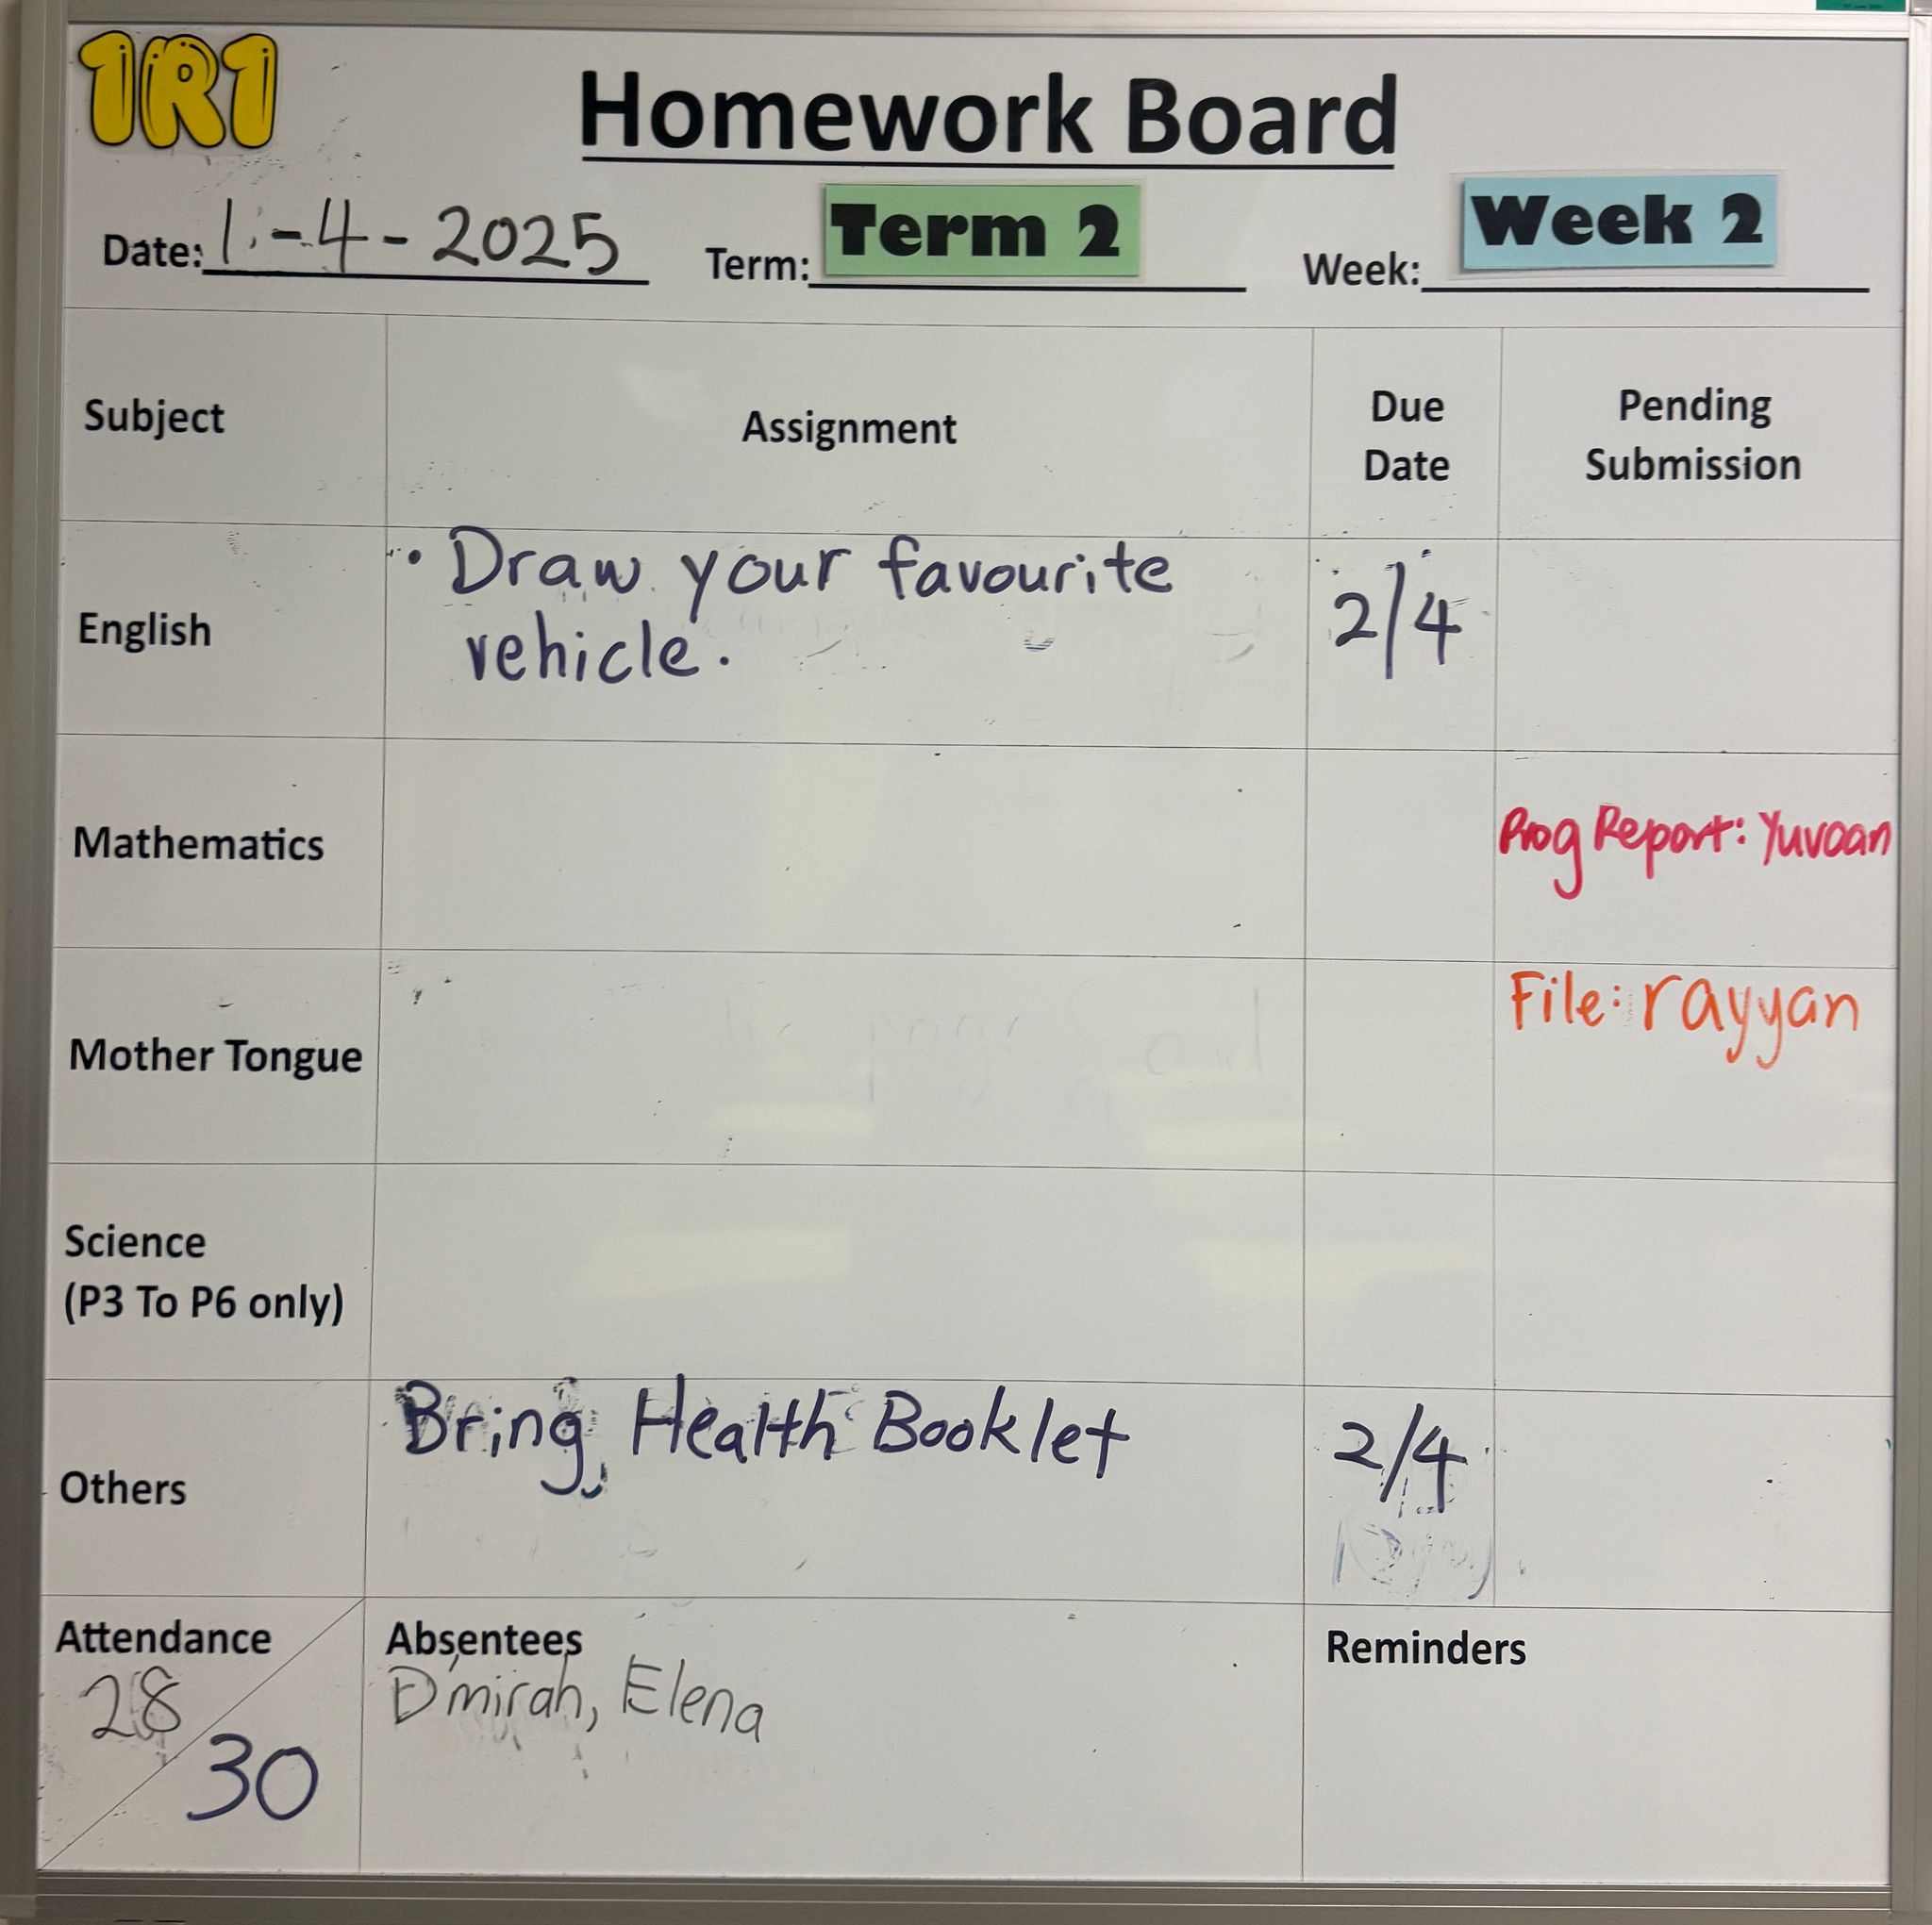 1R1
Homework Board
Date: 1-4-2025 Term: Term 2 Week: Week 2
Subject Assignment Due Date Pending Submission
English
• Draw your favourite
vehicle.
2/4
Mathematics
Prog Report: Yuvaan
Mother Tongue
File: rayyan
Science
(P3 To P6 only)
Others
Bring Health Booklet
2/4
Attendance
28
30
Absentees
D'mirah, Elena
Reminders